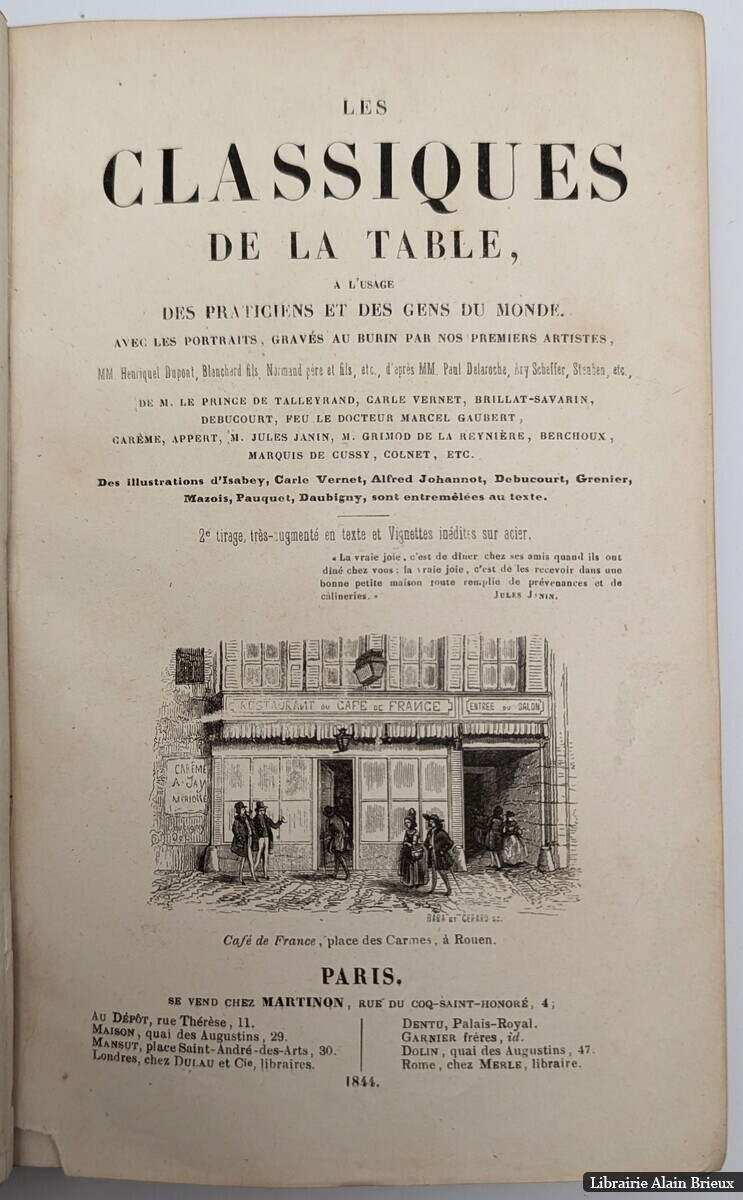 LES
CLASSIQUES
DE LA TABLE,
A L'USAGE
DES PRATICIENS ET DES GENS DU MONDE.
AVEC LES PORTRAITS, GRAVÉS AU BURIN PAR NOS PREMIERS ARTISTES,
MM. Henriquel Dupont, Blanchard fils, Normand père et fils, etc., d'après MM. Paul Delaroche, Ary Scheffer, Steuben, etc.,
DE M. LE PRINCE DE TALLEYRAND, CARLE VERNET, BRILLAT-SAVARIN,
DEBUCOURT, FEU LE DOCTEUR MARCEL GAUBERT,
CARÊME, APPERT, M. JULES JANIN, M. GRIMOD DE LA REYNIÈRE, BERCHOUX,
MARQUIS DE CUSSY, COLNET, ETC.
Des illustrations d'Isabey, Carle Vernet, Alfred Johannot, Debucourt, Grenier,
Mazois, Pauquet, Daubigny, sont entremêlées au texte.
2e tirage, très-augmenté en texte et Vignettes inédites sur acier.
« La vraie joie, c'est de dîner chez ses amis quand ils ont
dîné chez vous; la vraie joie, c'est de les recevoir dans une
bonne petite maison toute remplie de prévenances et de
câlineries. » JULES JANIN.
RESTAURANT DU CAFE DE FRANCE
ENTREE DU SALON
CARÊME
A. JAY
Café de France, place des Carmes, à Rouen.
PARIS.
SE VEND CHEZ MARTINON, RUE DU COQ-SAINT-HONORÉ, 4;
AU DÉPÔT, rue Thérèse, 11.
MAISON, quai des Augustins, 29.
MANSUT, place Saint-André-des-Arts, 30.
Londres, chez DULAU et Cie, libraires.
DENTU, Palais-Royal.
GARNIER frères, id.
DOLIN, quai des Augustins, 47.
Rome, chez MERLE, libraire.
1844.
Librairie Alain Brieux